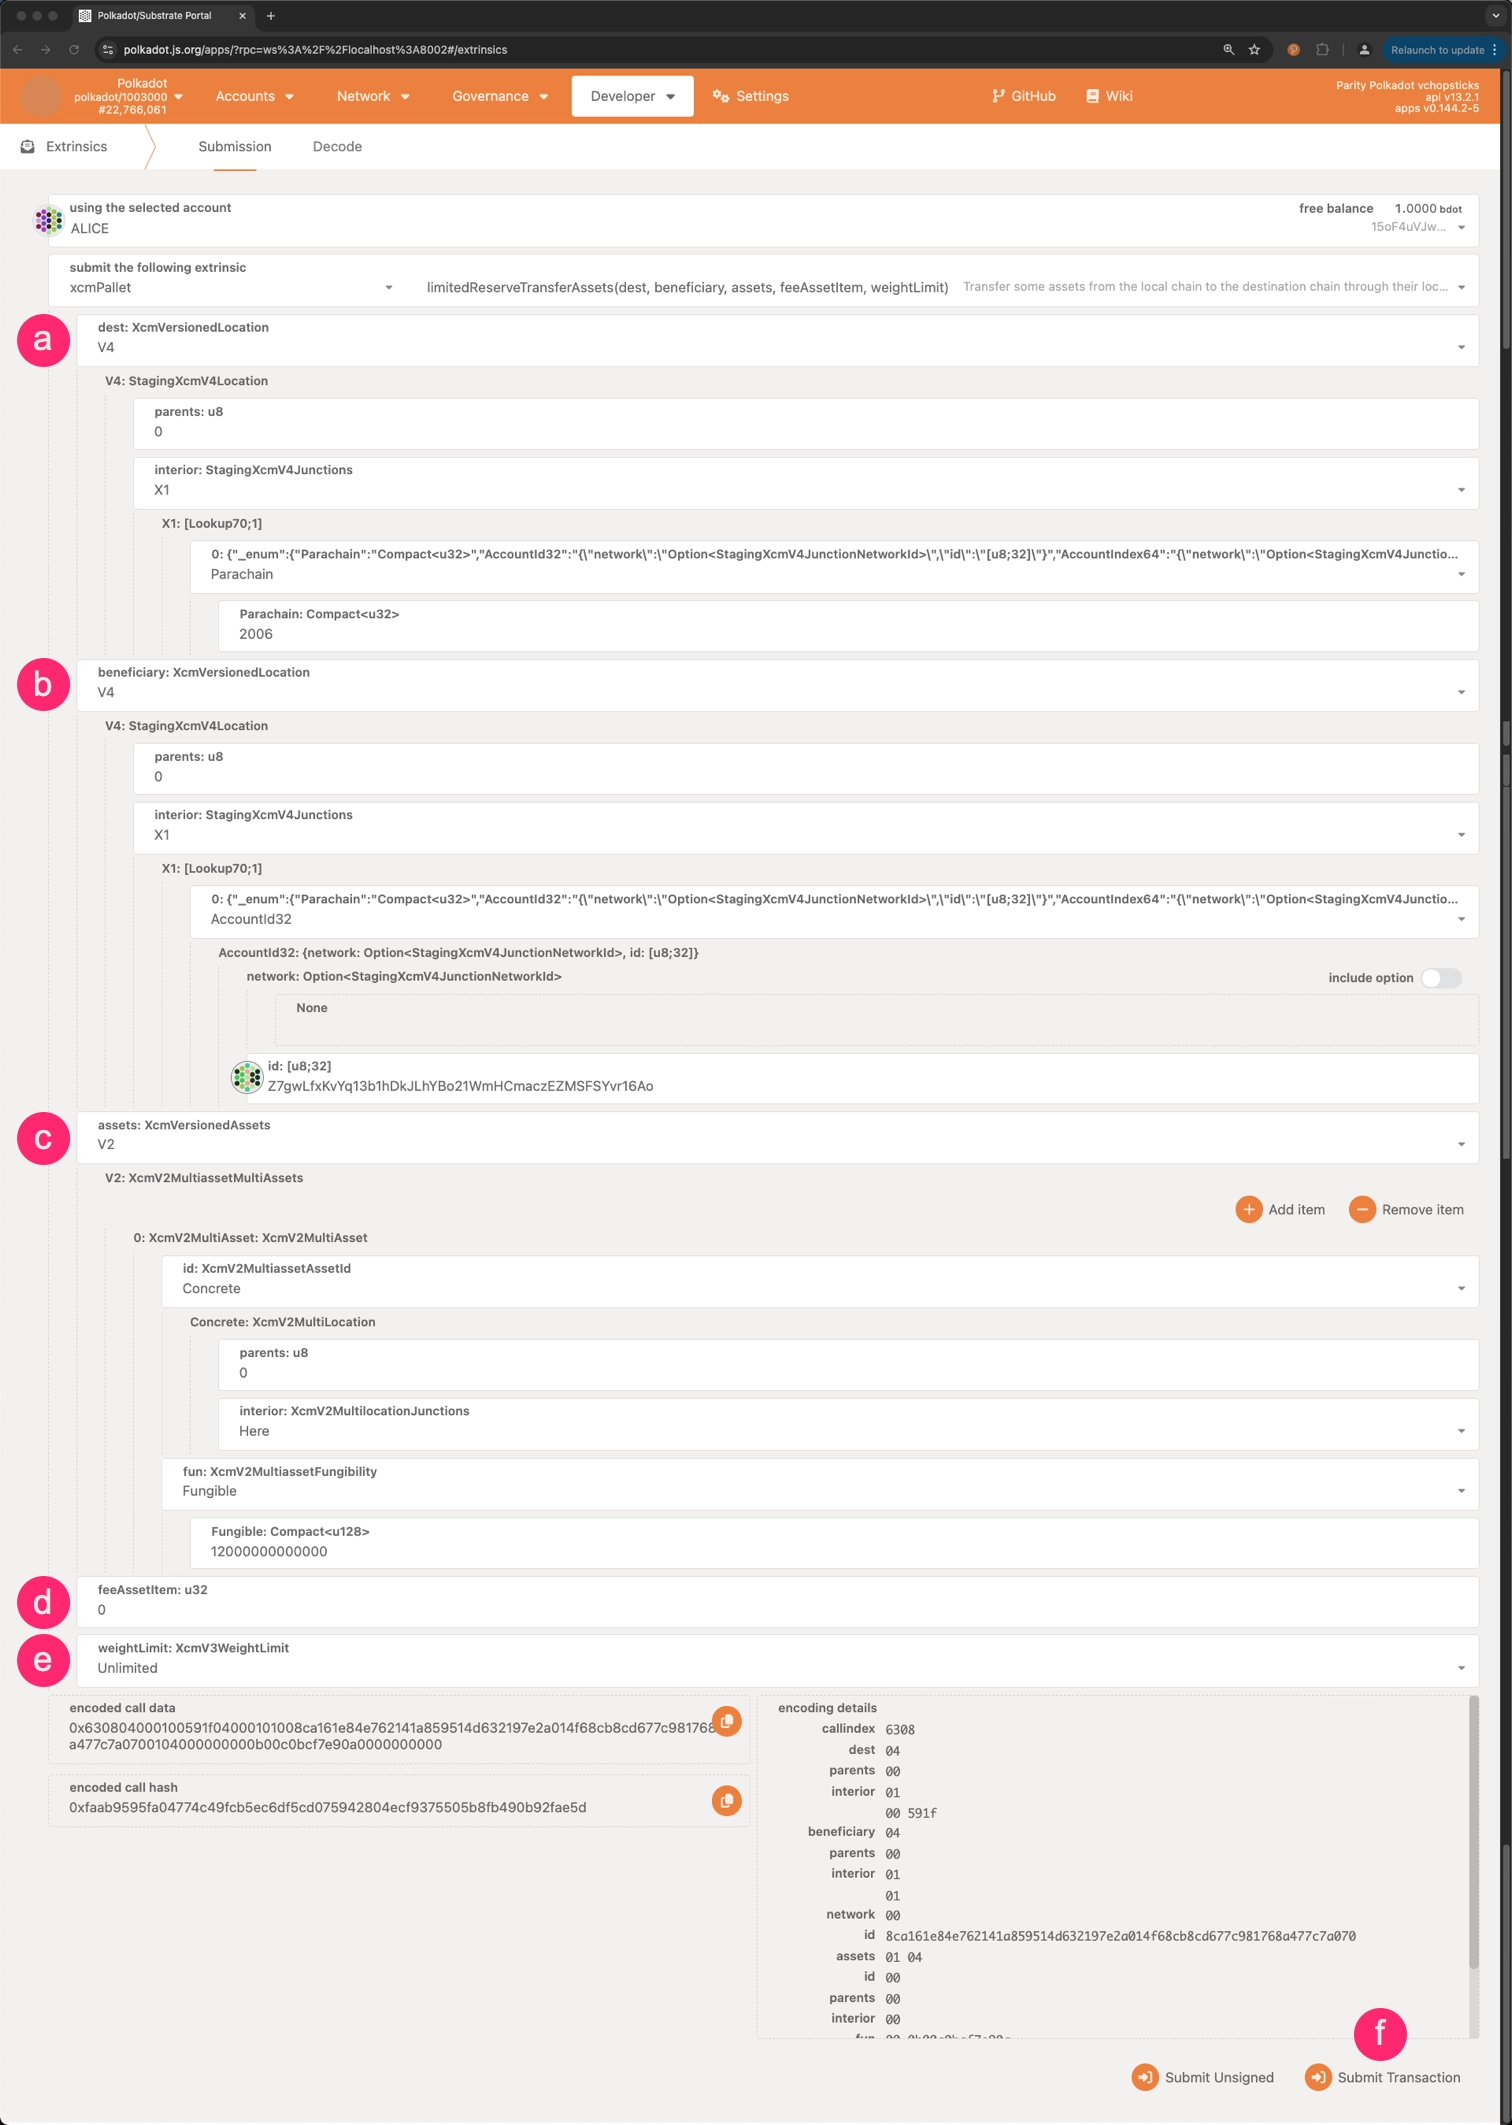 Polkadot/Substrate Portal
polkadot.js.org/apps/?rpc=ws%3A%2F%2Flocalhost%3A8002#/extrinsics
Relaunch to update
Polkadot
polkadot/1003000
#22,766,061
Accounts
Network
Governance
Developer
Settings
GitHub
Wiki
Parity Polkadot vchopsticks
api v13.2.1
apps v0.144.2-5
Extrinsics
Submission
Decode
using the selected account
ALICE
free balance 1.0000 bdot
15oF4uVJw...
submit the following extrinsic
xcmPallet
limitedReserveTransferAssets(dest, beneficiary, assets, feeAssetItem, weightLimit)
Transfer some assets from the local chain to the destination chain through their loc...
a
dest: XcmVersionedLocation
V4
V4: StagingXcmV4Location
parents: u8
0
interior: StagingXcmV4Junctions
X1
X1: [Lookup70;1]
0: {"_enum":{"Parachain":"Compact<u32>","AccountId32":"{\"network\":\"Option<StagingXcmV4JunctionNetworkId>\",\"id\":\"[u8;32]\"}","AccountIndex64":"{\"network\":\"Option<StagingXcmV4Junctio...
Parachain
Parachain: Compact<u32>
2006
b
beneficiary: XcmVersionedLocation
V4
V4: StagingXcmV4Location
parents: u8
0
interior: StagingXcmV4Junctions
X1
X1: [Lookup70;1]
0: {"_enum":{"Parachain":"Compact<u32>","AccountId32":"{\"network\":\"Option<StagingXcmV4JunctionNetworkId>\",\"id\":\"[u8;32]\"}","AccountIndex64":"{\"network\":\"Option<StagingXcmV4Junctio...
AccountId32
AccountId32: {network: Option<StagingXcmV4JunctionNetworkId>, id: [u8;32]}
network: Option<StagingXcmV4JunctionNetworkId>
include option
None
id: [u8;32]
Z7gwLfxKvYq13b1hDkJLhYBo21WmHCmaczEZMSFSYvr16Ao
c
assets: XcmVersionedAssets
V2
V2: XcmV2MultiassetMultiAssets
Add item
Remove item
0: XcmV2MultiAsset: XcmV2MultiAsset
id: XcmV2MultiassetAssetId
Concrete
Concrete: XcmV2MultiLocation
parents: u8
0
interior: XcmV2MultilocationJunctions
Here
fun: XcmV2MultiassetFungibility
Fungible
Fungible: Compact<u128>
12000000000000
d
feeAssetItem: u32
0
e
weightLimit: XcmV3WeightLimit
Unlimited
encoded call data
0x630804000100591f04000101008ca161e84e762141a859514d632197e2a014f68cb8cd677c981768
a477c7a0700104000000000b00c0bcf7e90a0000000000
encoded call hash
0xfaab9595fa04774c49fcb5ec6df5cd075942804ecf9375505b8fb490b92fae5d
encoding details
callindex 6308
dest 04
parents 00
interior 01
00 591f
beneficiary 04
parents 00
interior 01
01
network 00
id 8ca161e84e762141a859514d632197e2a014f68cb8cd677c981768a477c7a070
assets 01 04
id 00
parents 00
interior 00
f
Submit Unsigned
Submit Transaction